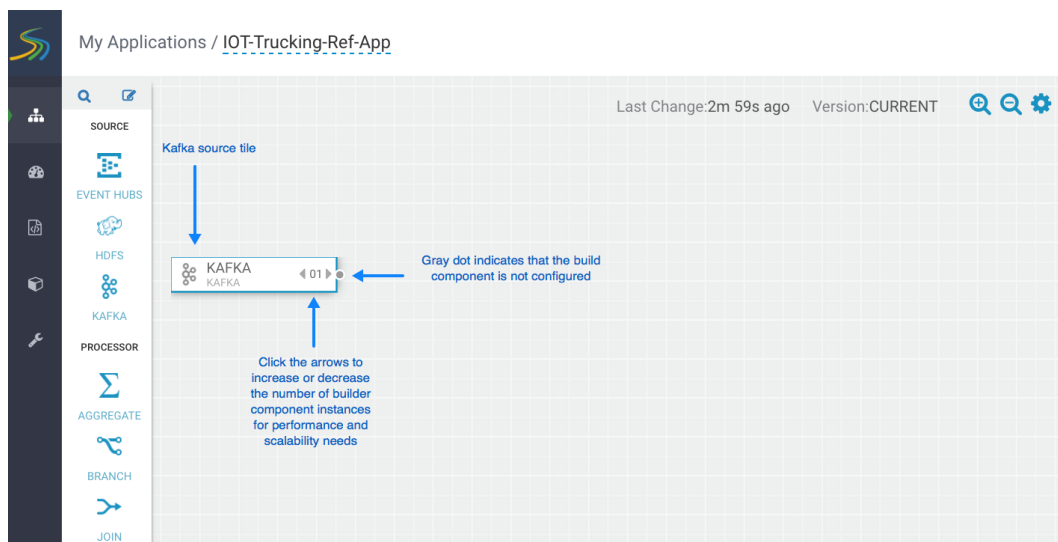 My Applications / IOT-Trucking-Ref-App
Last Change:2m 59s ago Version:CURRENT
SOURCE
EVENT HUBS
HDFS
KAFKA
PROCESSOR
AGGREGATE
BRANCH
JOIN
Kafka source tile
KAFKA
KAFKA
01
Gray dot indicates that the build
component is not configured
Click the arrows to
increase or decrease
the number of builder
component instances
for performance and
scalability needs